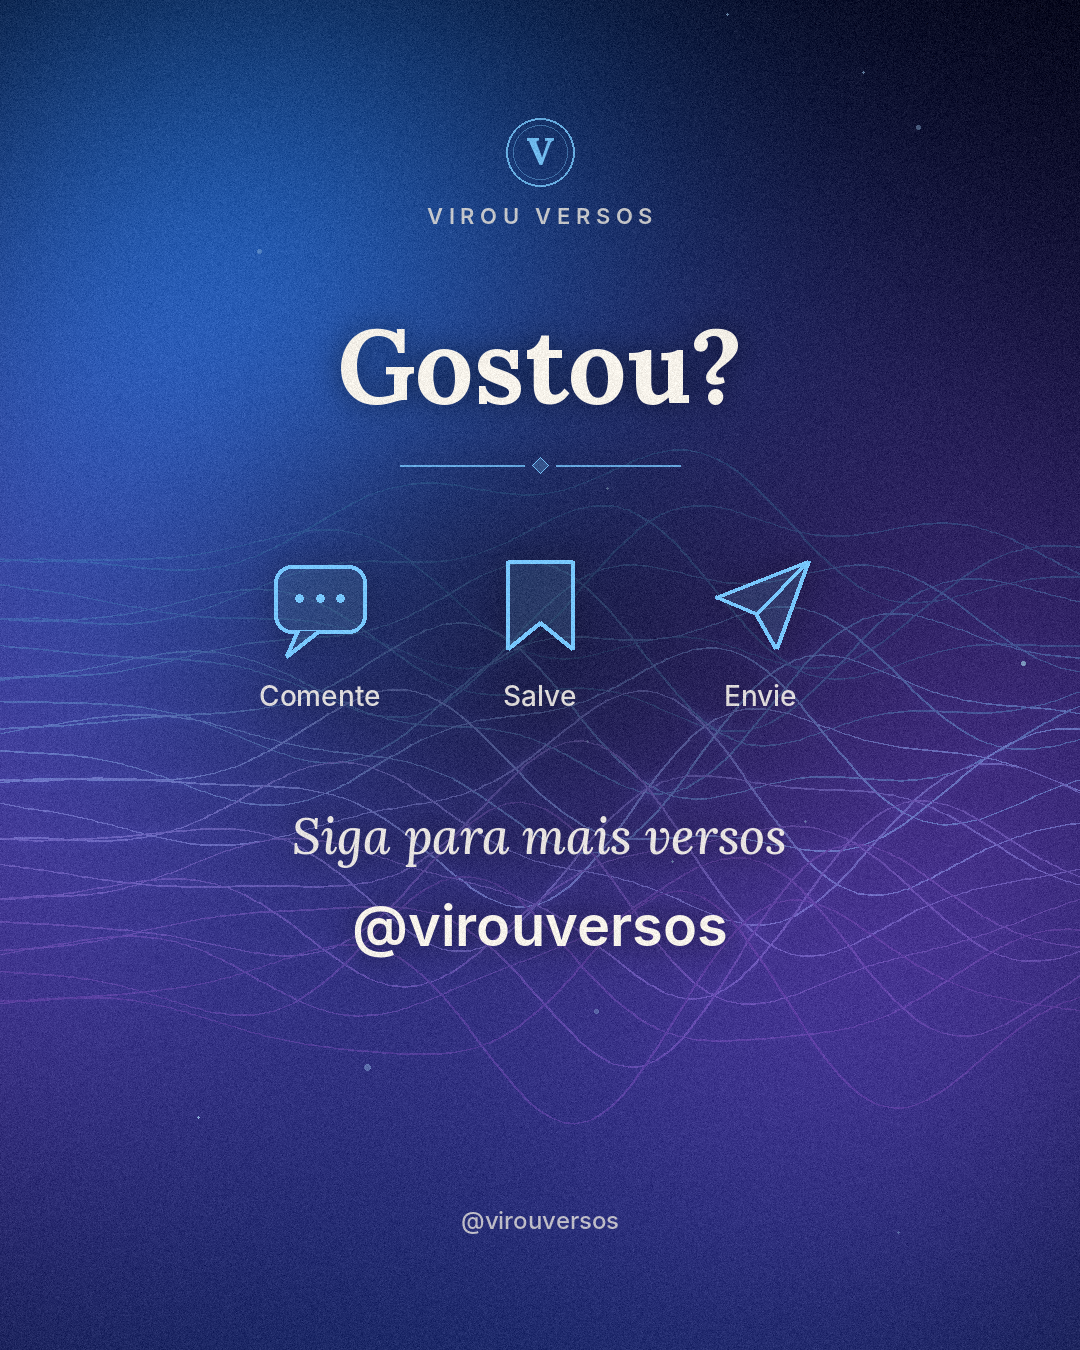 V
VIROU VERSOS
Gostou?
Comente Salve Envie
Siga para mais versos
@virouversos
@virouversos